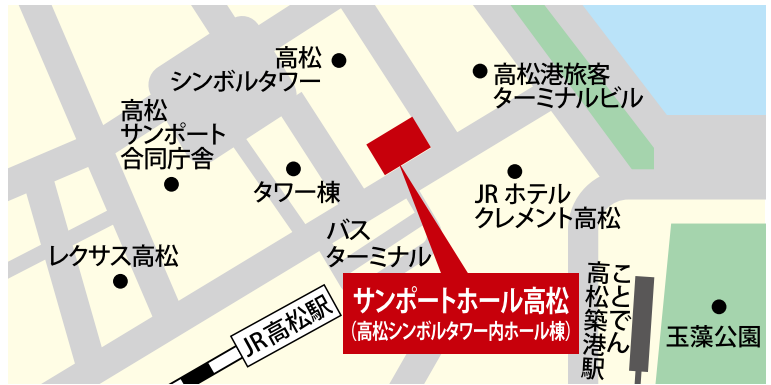 高松
シンボルタワー
高松港旅客
ターミナルビル
高松
サンポート
合同庁舎
タワー棟
JRホテル
クレメント高松
バス
ターミナル
レクサス高松
サンポートホール高松
(高松シンボルタワー内ホール棟)
JR高松駅
ことでん
高松築港駅
玉藻公園